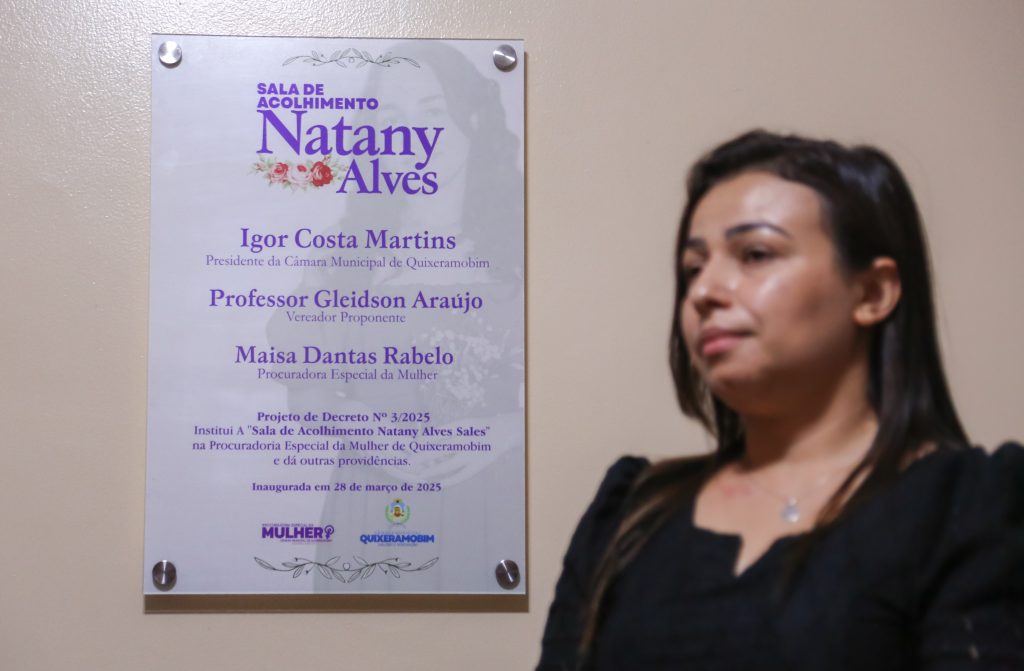 SALA DE
ACOLHIMENTO
Natany
Alves
Igor Costa Martins
Presidente da Câmara Municipal de Quixeramobim
Professor Gleidson Araújo
Vereador Proponente
Maisa Dantas Rabelo
Procuradora Especial da Mulher
Projeto de Decreto Nº 3/2025
Institui A "Sala de Acolhimento Natany Alves Sales"
na Procuradoria Especial da Mulher de Quixeramobim
e dá outras providências.
Inaugurada em 28 de março de 2025
PROCURADORIA ESPECIAL DA
MULHER
QUIXERAMOBIM